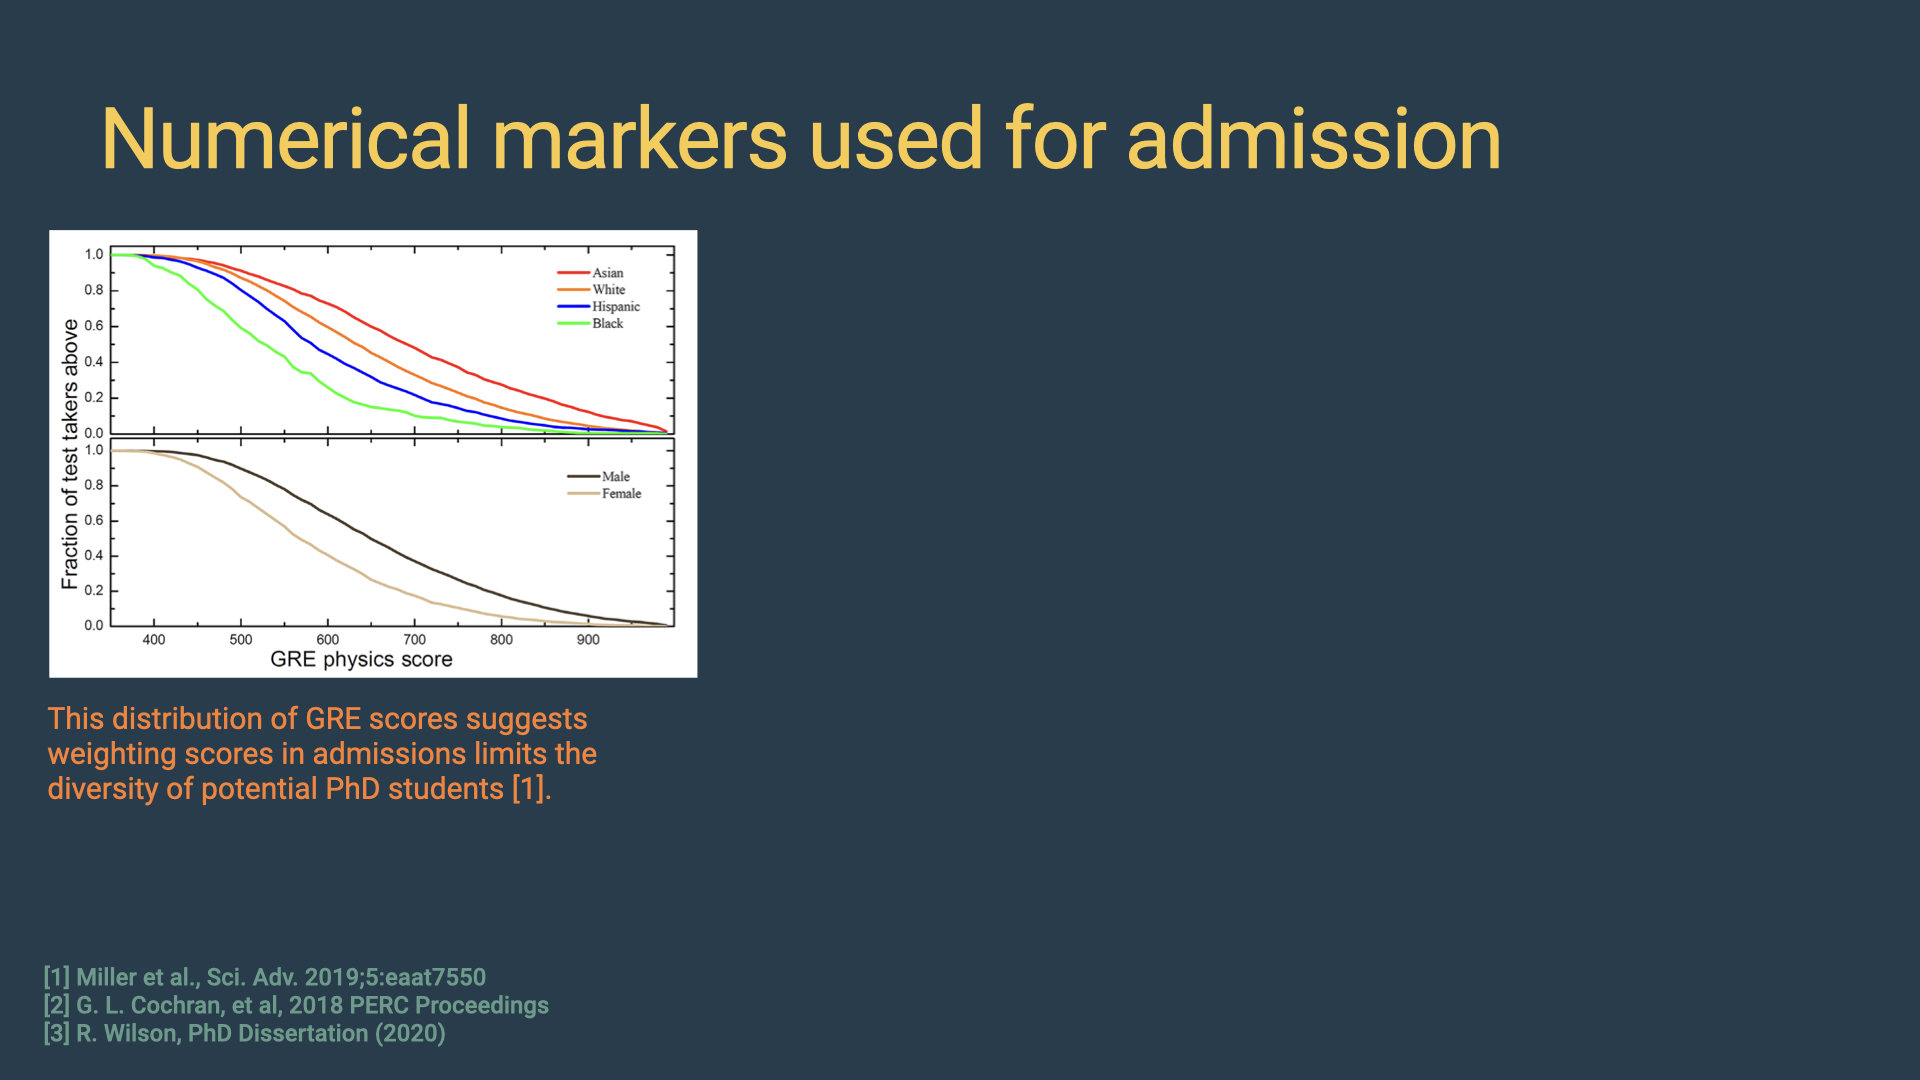 Numerical markers used for admission
Fraction of test takers above
1.0
0.8
0.6
0.4
0.2
0.0
Asian
White
Hispanic
Black
1.0
0.8
0.6
0.4
0.2
0.0
Male
Female
400 500 600 700 800 900
GRE physics score
This distribution of GRE scores suggests
weighting scores in admissions limits the
diversity of potential PhD students [1].
[1] Miller et al., Sci. Adv. 2019;5:eaat7550
[2] G. L. Cochran, et al, 2018 PERC Proceedings
[3] R. Wilson, PhD Dissertation (2020)